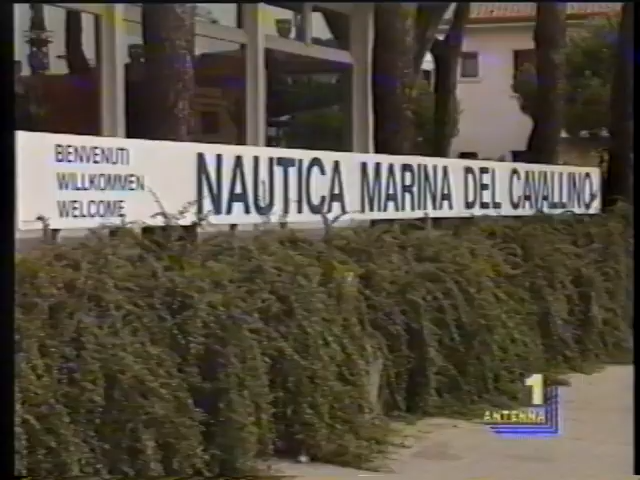 BENVENUTI
WILLKOMMEN
WELCOME
NAUTICA MARINA DEL CAVALLINO
1
ANTENNA